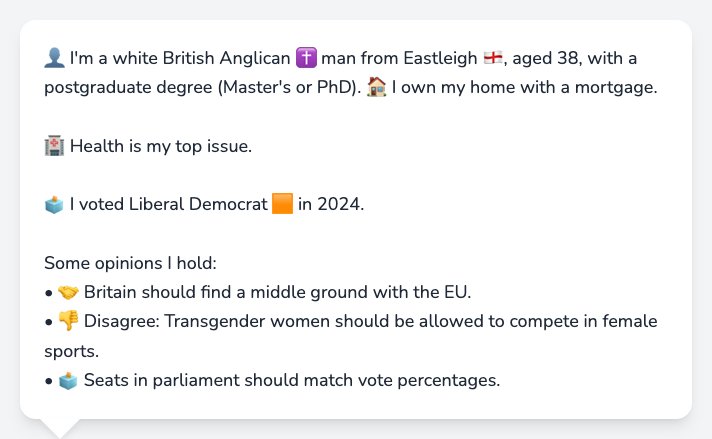 👤 I'm a white British Anglican ✝️ man from Eastleigh 🏴󠁧󠁢󠁥󠁮󠁧󠁿, aged 38, with a
postgraduate degree (Master's or PhD). 🏠 I own my home with a mortgage.
🏥 Health is my top issue.
🗳️ I voted Liberal Democrat 🟧 in 2024.
Some opinions I hold:
• 🤝 Britain should find a middle ground with the EU.
• 👎 Disagree: Transgender women should be allowed to compete in female
sports.
• 🗳️ Seats in parliament should match vote percentages.